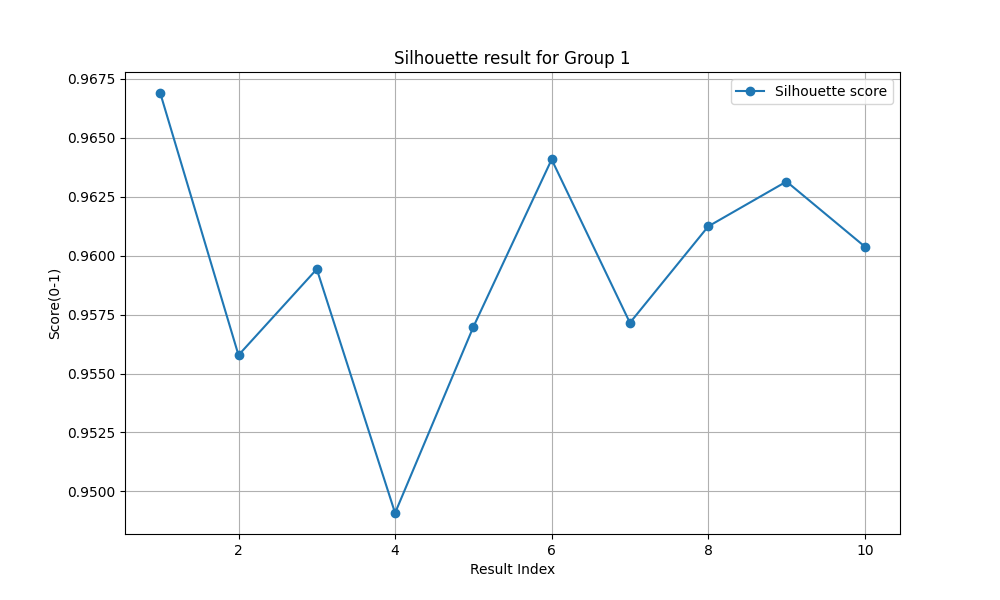 Silhouette result for Group 1
Silhouette score
Score(0-1)
0.9675
0.9650
0.9625
0.9600
0.9575
0.9550
0.9525
0.9500
2 4 6 8 10
Result Index